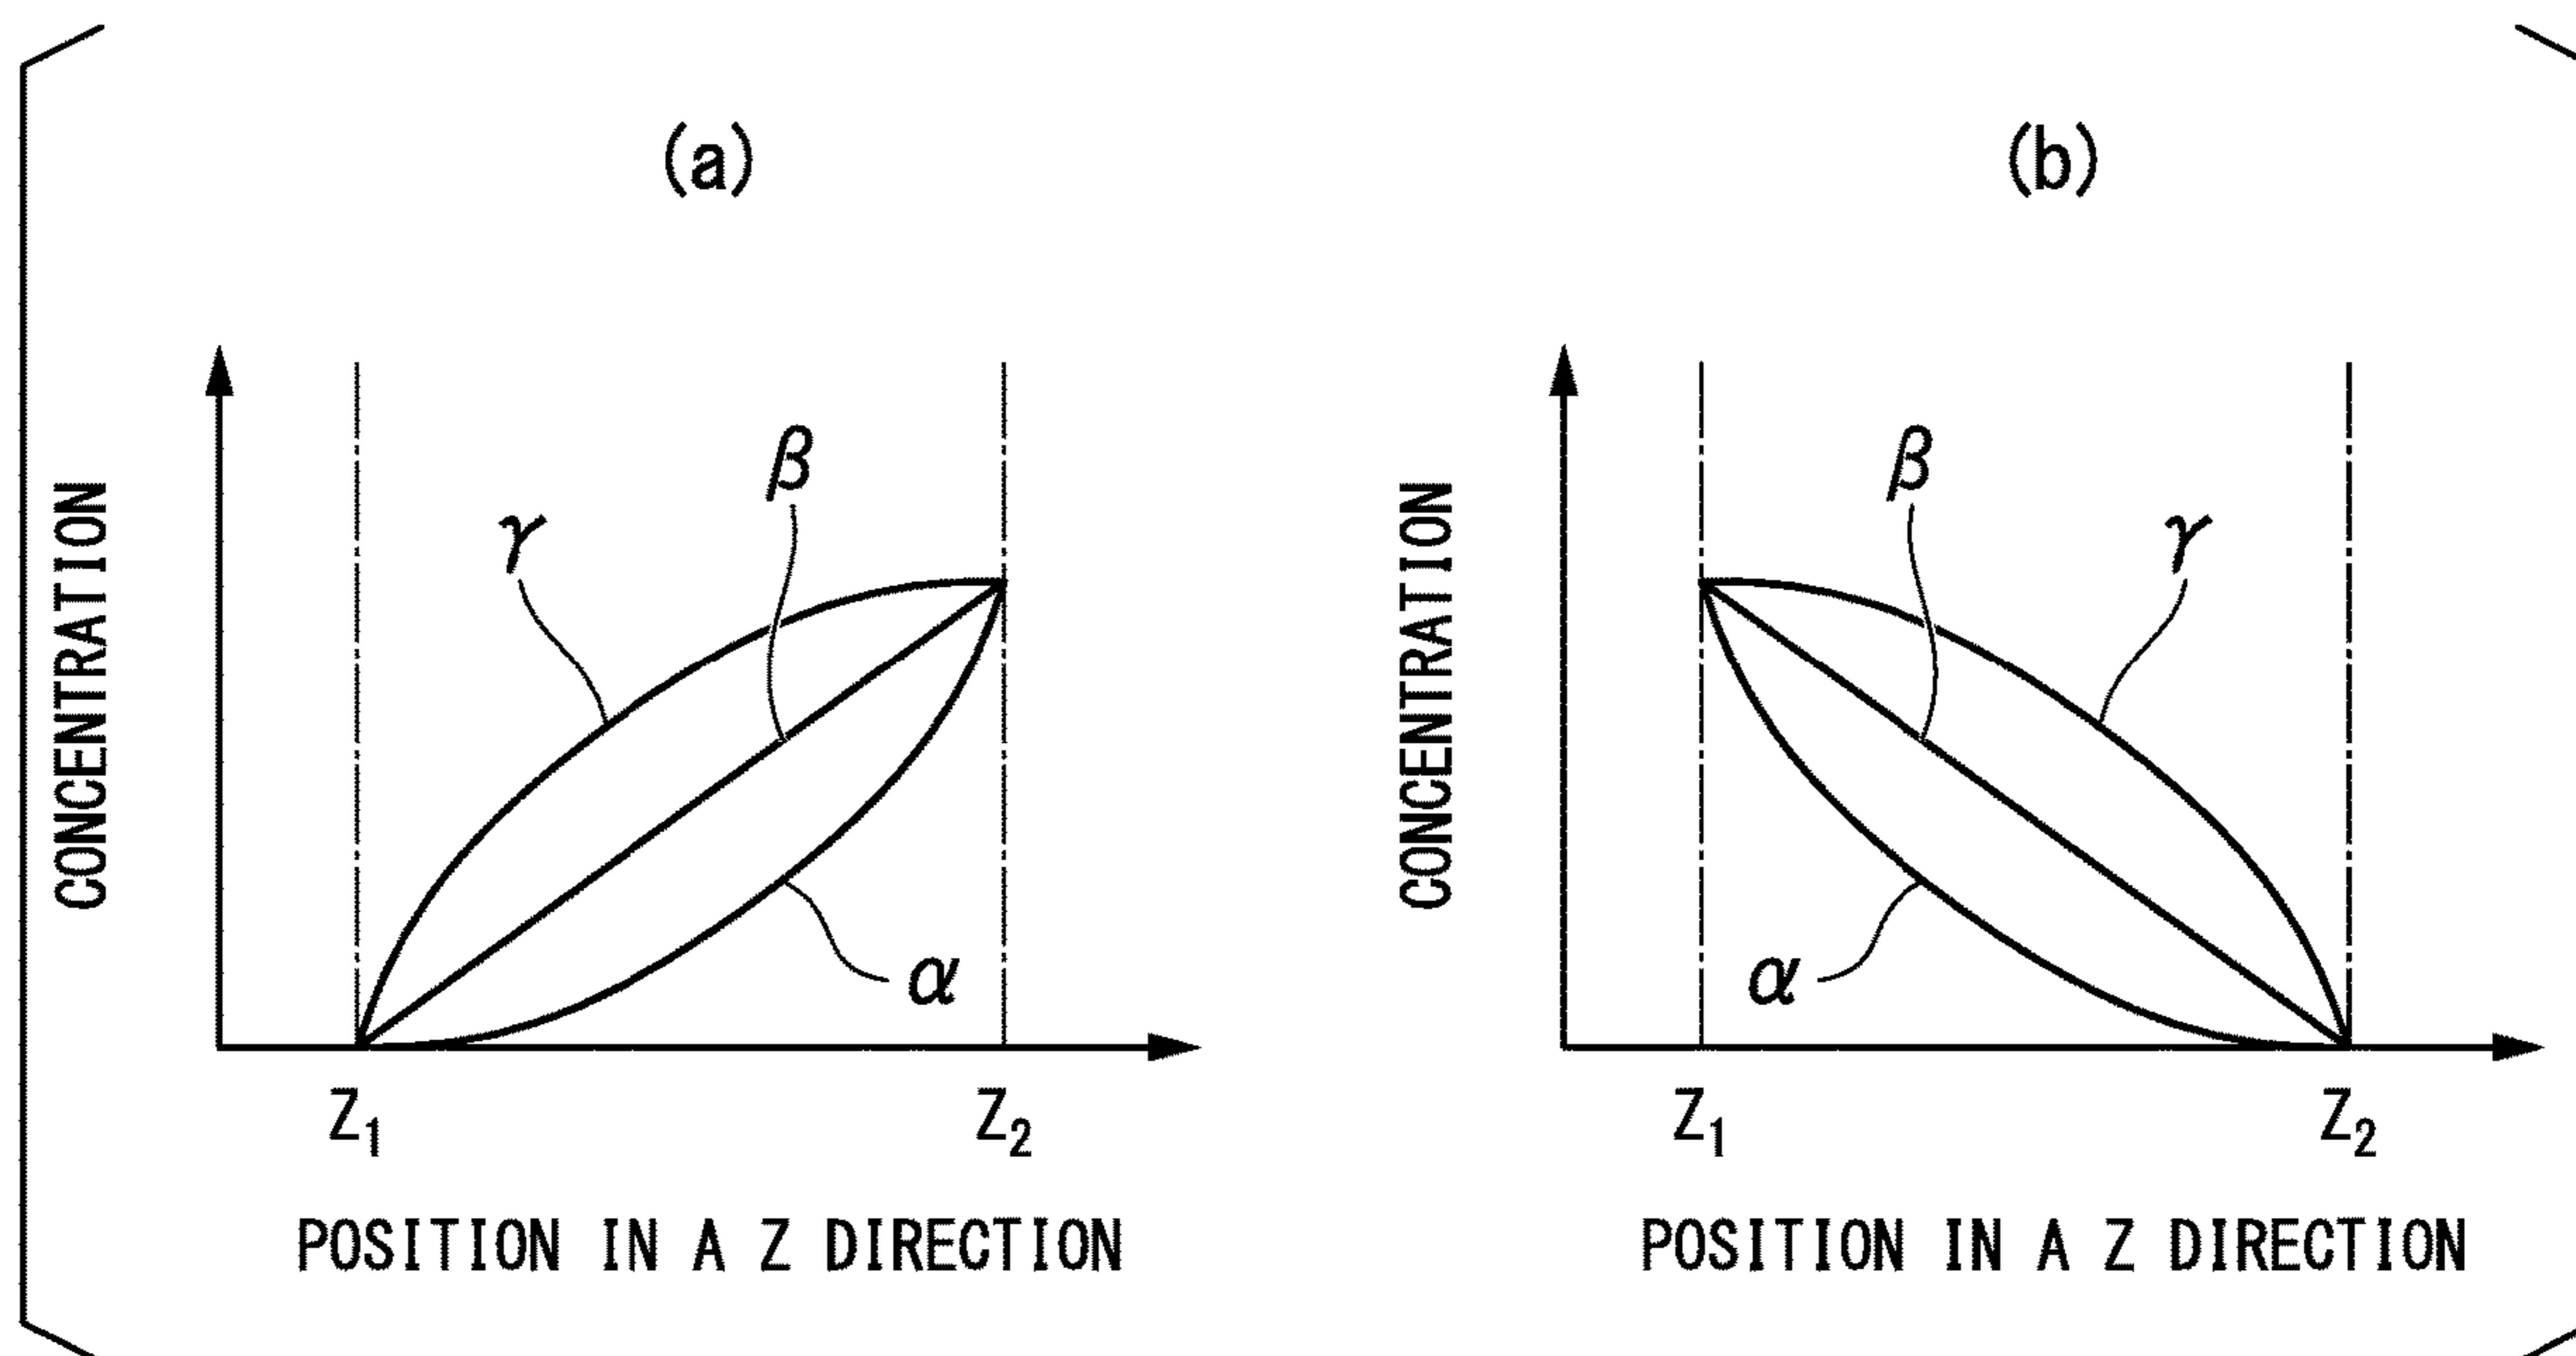 (a)
CONCENTRATION
γ
β
α
Z₁
Z₂
POSITION IN A Z DIRECTION
(b)
CONCENTRATION
β
γ
α
Z₁
Z₂
POSITION IN A Z DIRECTION